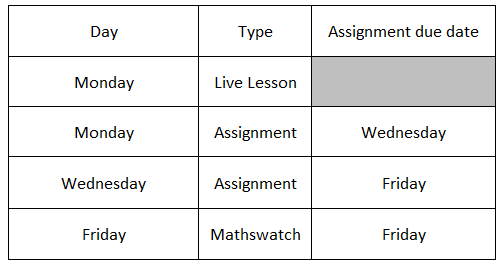 Day Type Assignment due date
Monday Live Lesson
Monday Assignment Wednesday
Wednesday Assignment Friday
Friday Mathswatch Friday